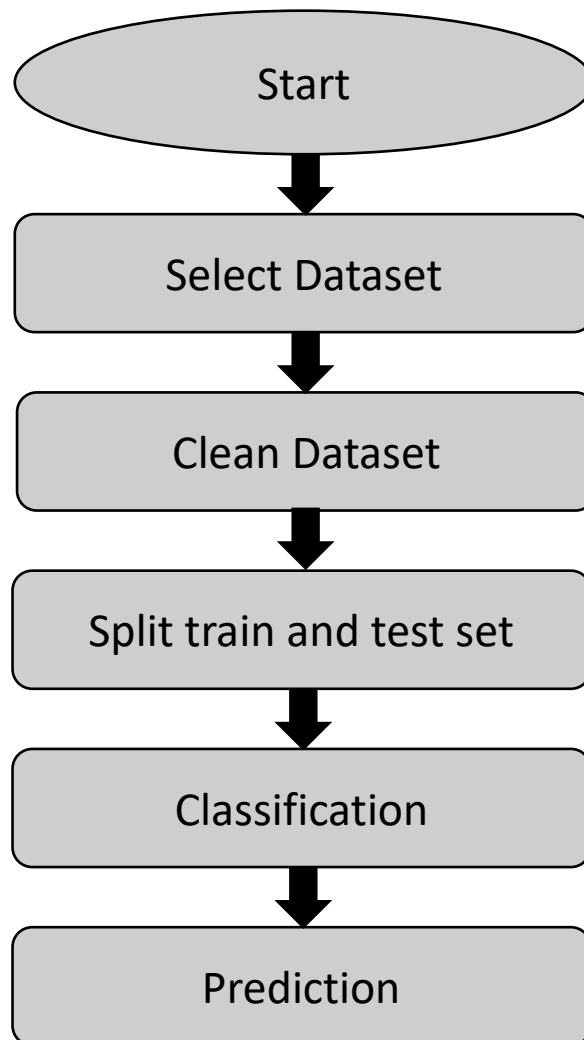 Start
Select Dataset
Clean Dataset
Split train and test set
Classification
Prediction